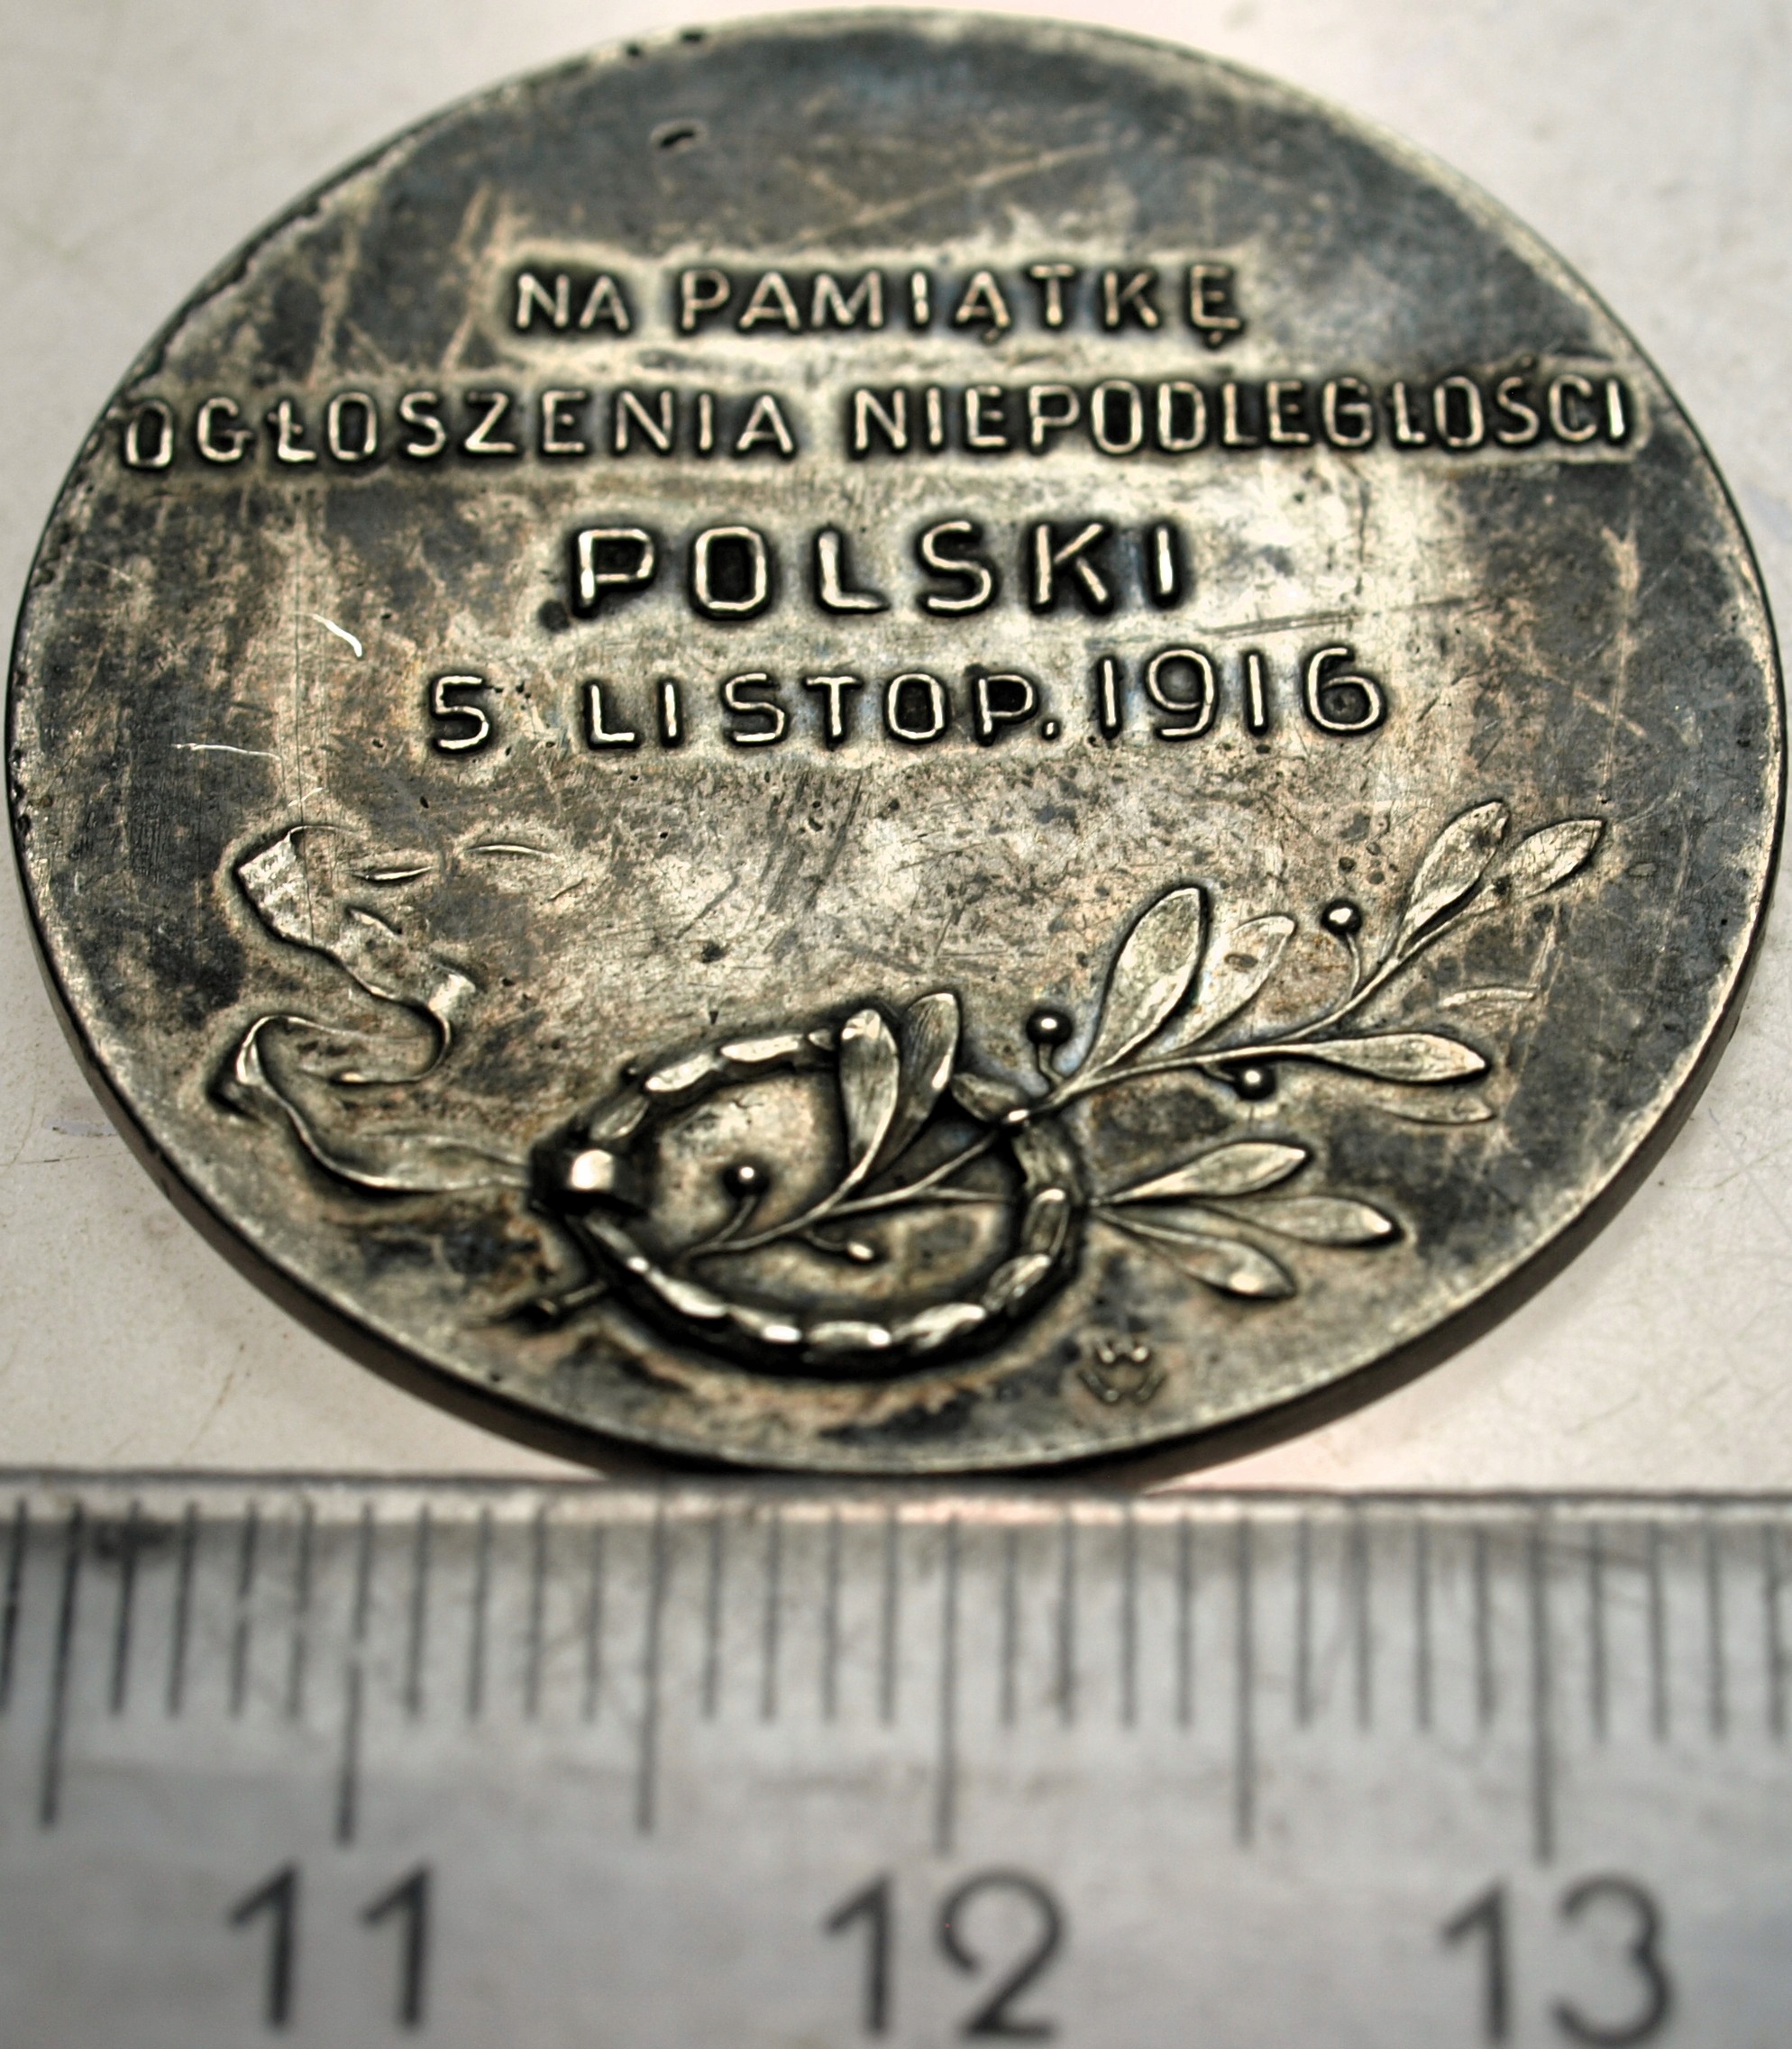 NA PAMIĄTKĘ
OGŁOSZENIA NIEPODLEGŁOŚCI
POLSKI
5 LISTOP. 1916
11 12 13